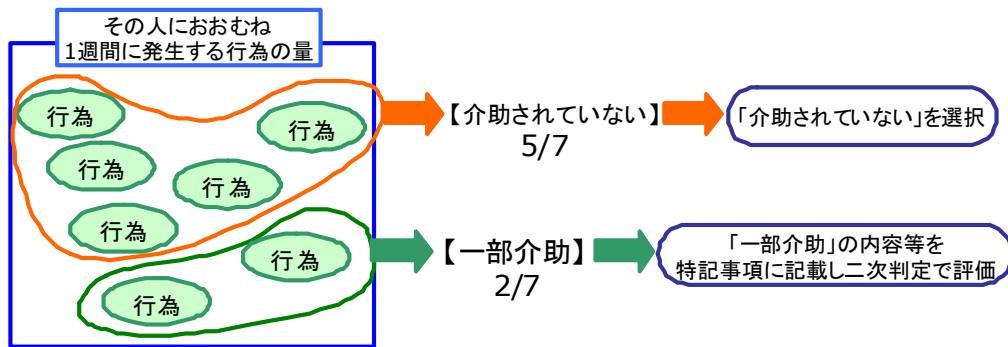 その人におおむね
1週間に発生する行為の量
行為
行為
行為
行為
行為
行為
行為
【介助されていない】
5/7
「介助されていない」を選択
【一部介助】
2/7
「一部介助」の内容等を
特記事項に記載し二次判定で評価